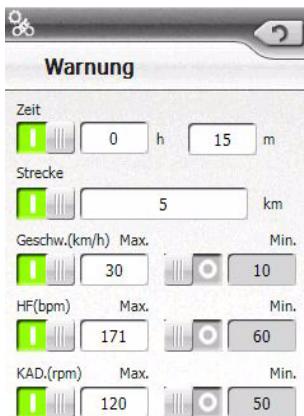 Warnung
Zeit
0 h 15 m
Strecke
5 km
Geschw.(km/h) Max. Min.
30 10
HF(bpm) Max. Min.
171 60
KAD.(rpm) Max. Min.
120 50